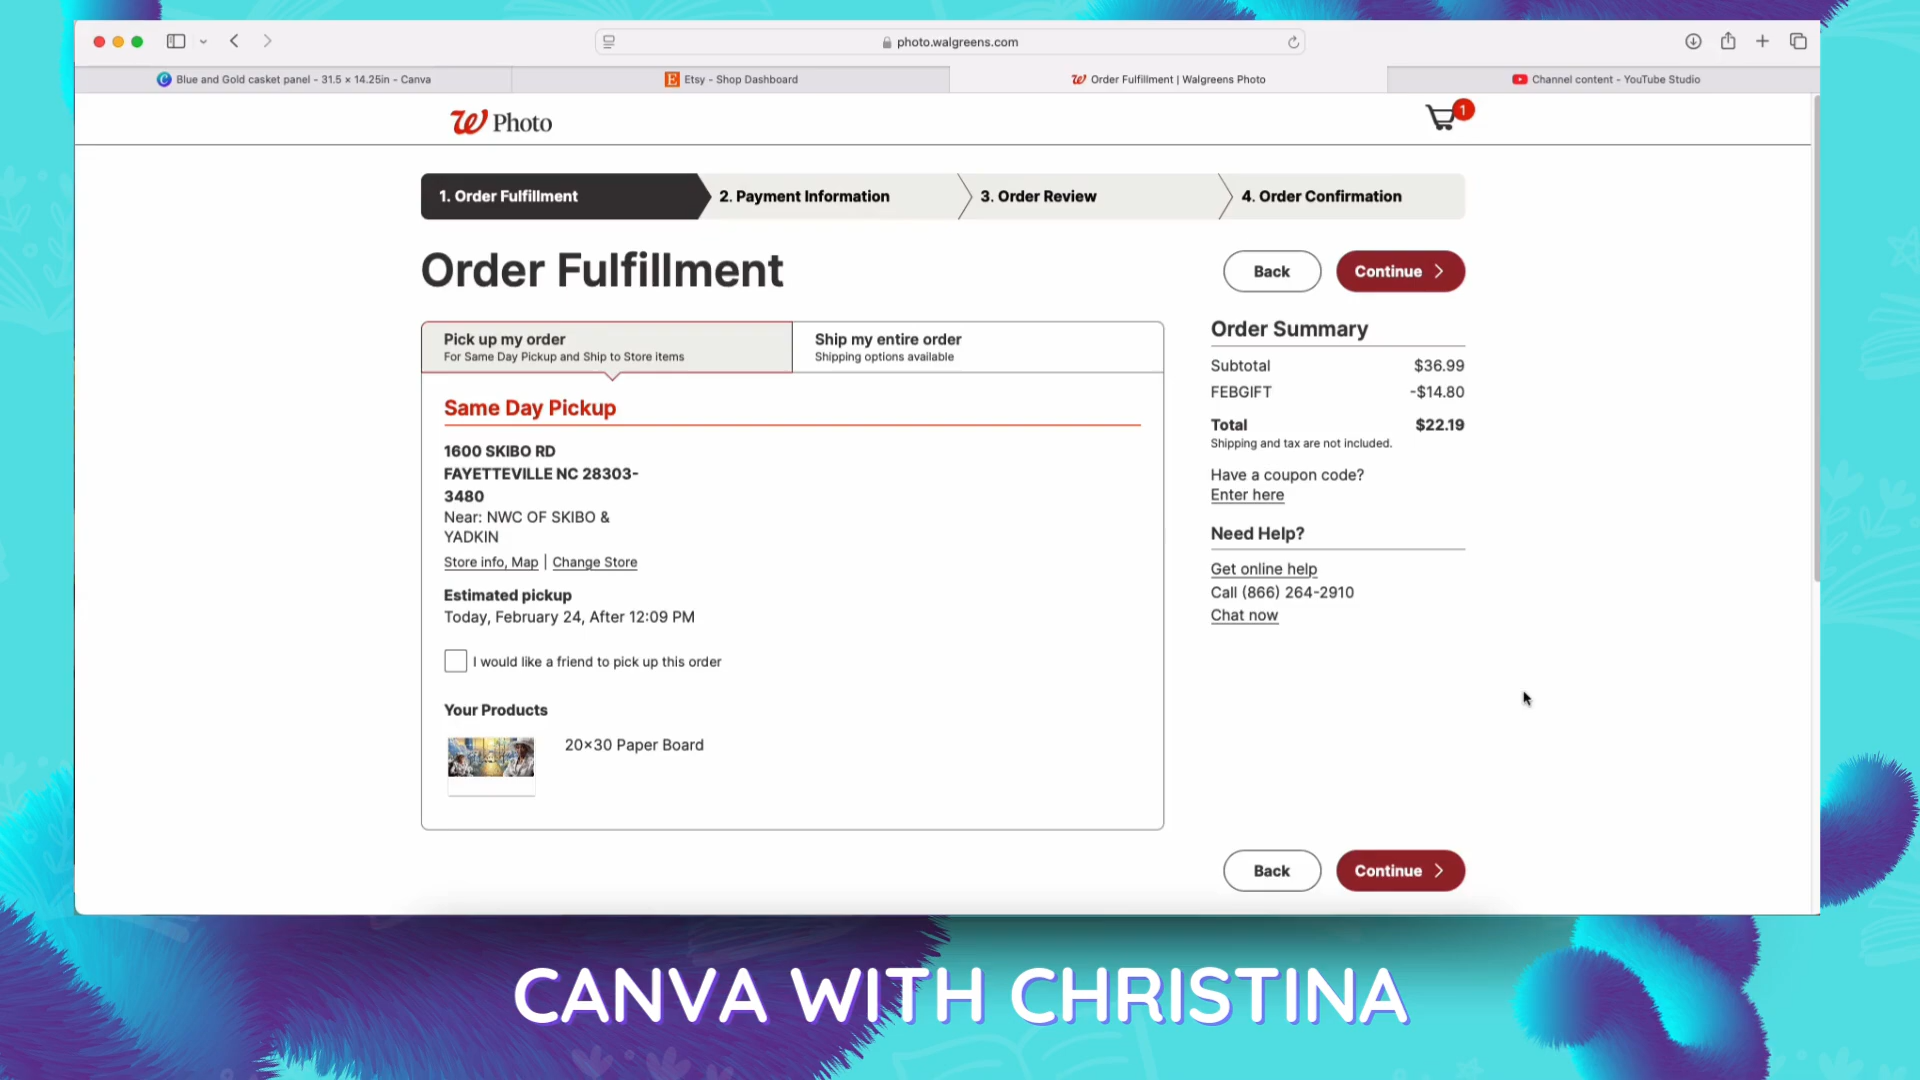 photo.walgreens.com
Blue and Gold casket panel - 31.5 × 14.25in - Canva
Etsy - Shop Dashboard
Order Fulfillment | Walgreens Photo
Channel content - YouTube Studio
Photo
1
1. Order Fulfillment
2. Payment Information
3. Order Review
4. Order Confirmation
Order Fulfillment
Back
Continue
Pick up my order
For Same Day Pickup and Ship to Store items
Ship my entire order
Shipping options available
Same Day Pickup
1600 SKIBO RD
FAYETTEVILLE NC 28303-
3480
Near: NWC OF SKIBO &
YADKIN
Store info, Map | Change Store
Estimated pickup
Today, February 24, After 12:09 PM
I would like a friend to pick up this order
Your Products
20×30 Paper Board
Order Summary
Subtotal $36.99
FEBGIFT -$14.80
Total $22.19
Shipping and tax are not included.
Have a coupon code?
Enter here
Need Help?
Get online help
Call (866) 264-2910
Chat now
Back
Continue
CANVA WITH CHRISTINA